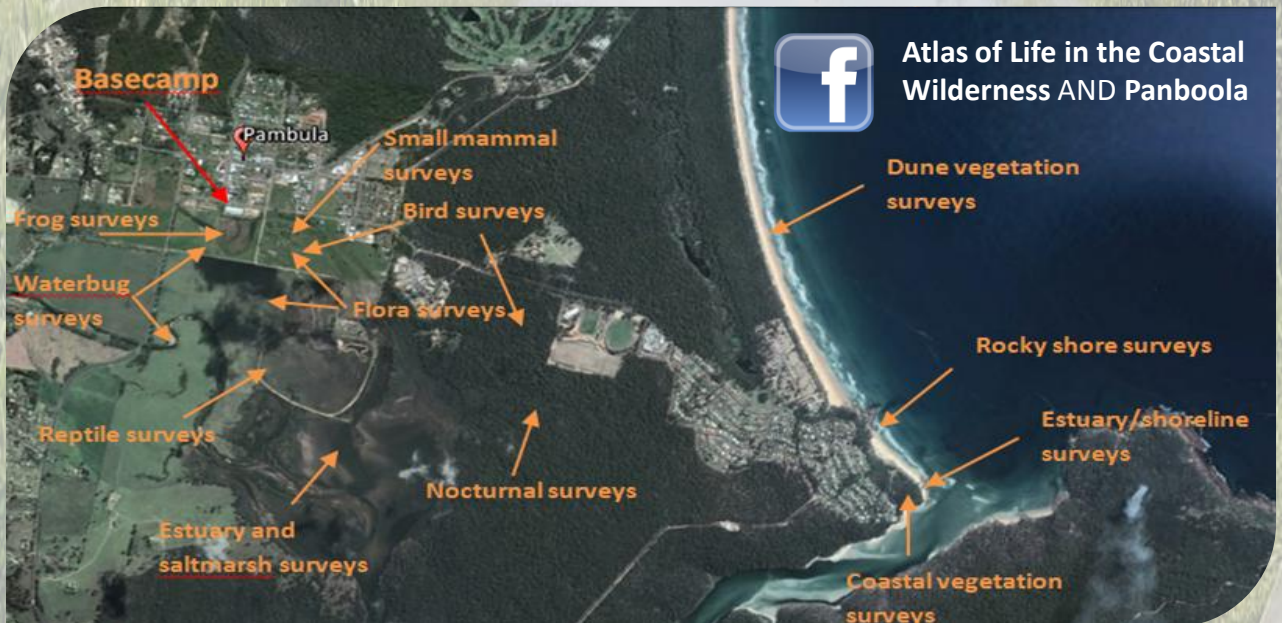 f
Atlas of Life in the Coastal
Wilderness AND Panboola
Basecamp
Pambula
Small mammal
surveys
Dune vegetation
surveys
Frog surveys
Bird surveys
Waterbug
surveys
Flora surveys
Rocky shore surveys
Reptile surveys
Estuary/shoreline
surveys
Nocturnal surveys
Estuary and
saltmarsh surveys
Coastal vegetation
surveys